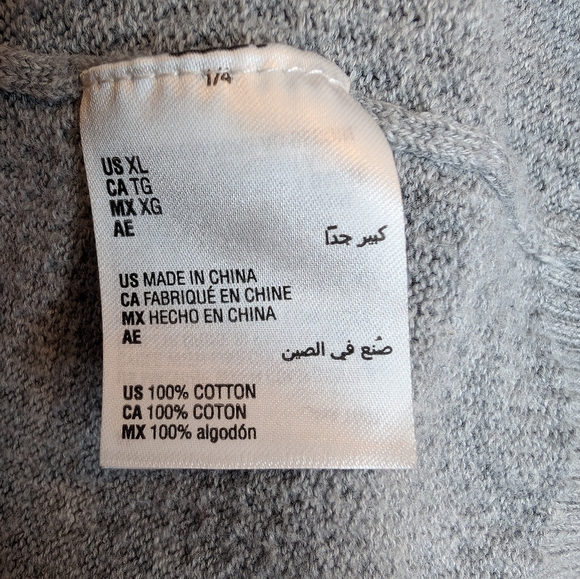 1/4
US XL
CA TG
MX XG
AE
كبير جدًا
US MADE IN CHINA
CA FABRIQUÉ EN CHINE
MX HECHO EN CHINA
AE
صُنع في الصين
US 100% COTTON
CA 100% COTON
MX 100% algodón